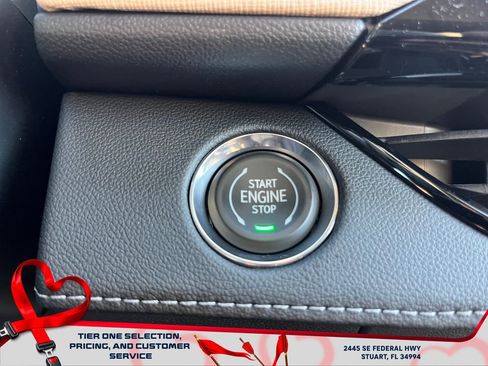 START
ENGINE
STOP
TIER ONE SELECTION,
PRICING, AND CUSTOMER
SERVICE
2445 SE FEDERAL HWY
STUART, FL 34994